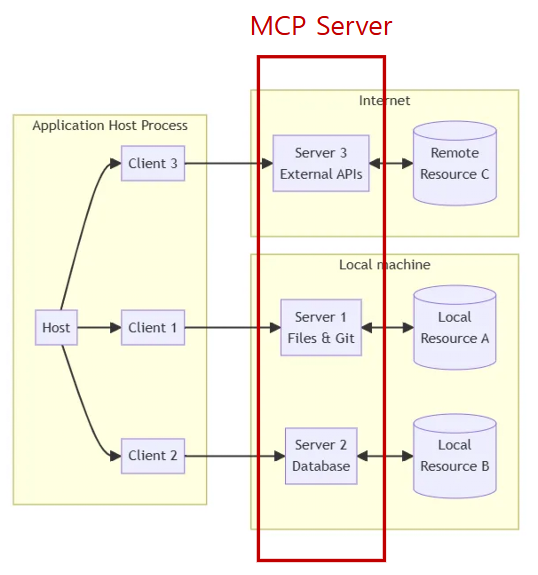 MCP Server
Application Host Process
Host
Client 3
Client 1
Client 2
Internet
Server 3
External APIs
Remote
Resource C
Local machine
Server 1
Files & Git
Local
Resource A
Server 2
Database
Local
Resource B